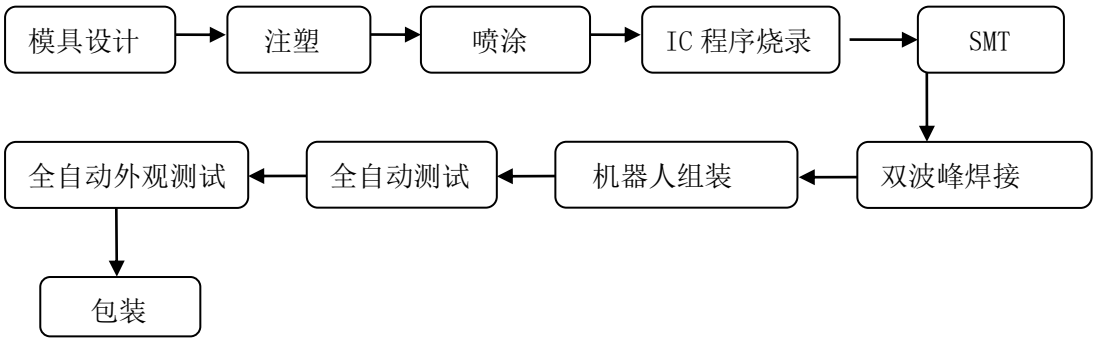 模具设计
注塑
喷涂
IC 程序烧录
SMT
双波峰焊接
机器人组装
全自动测试
全自动外观测试
包装